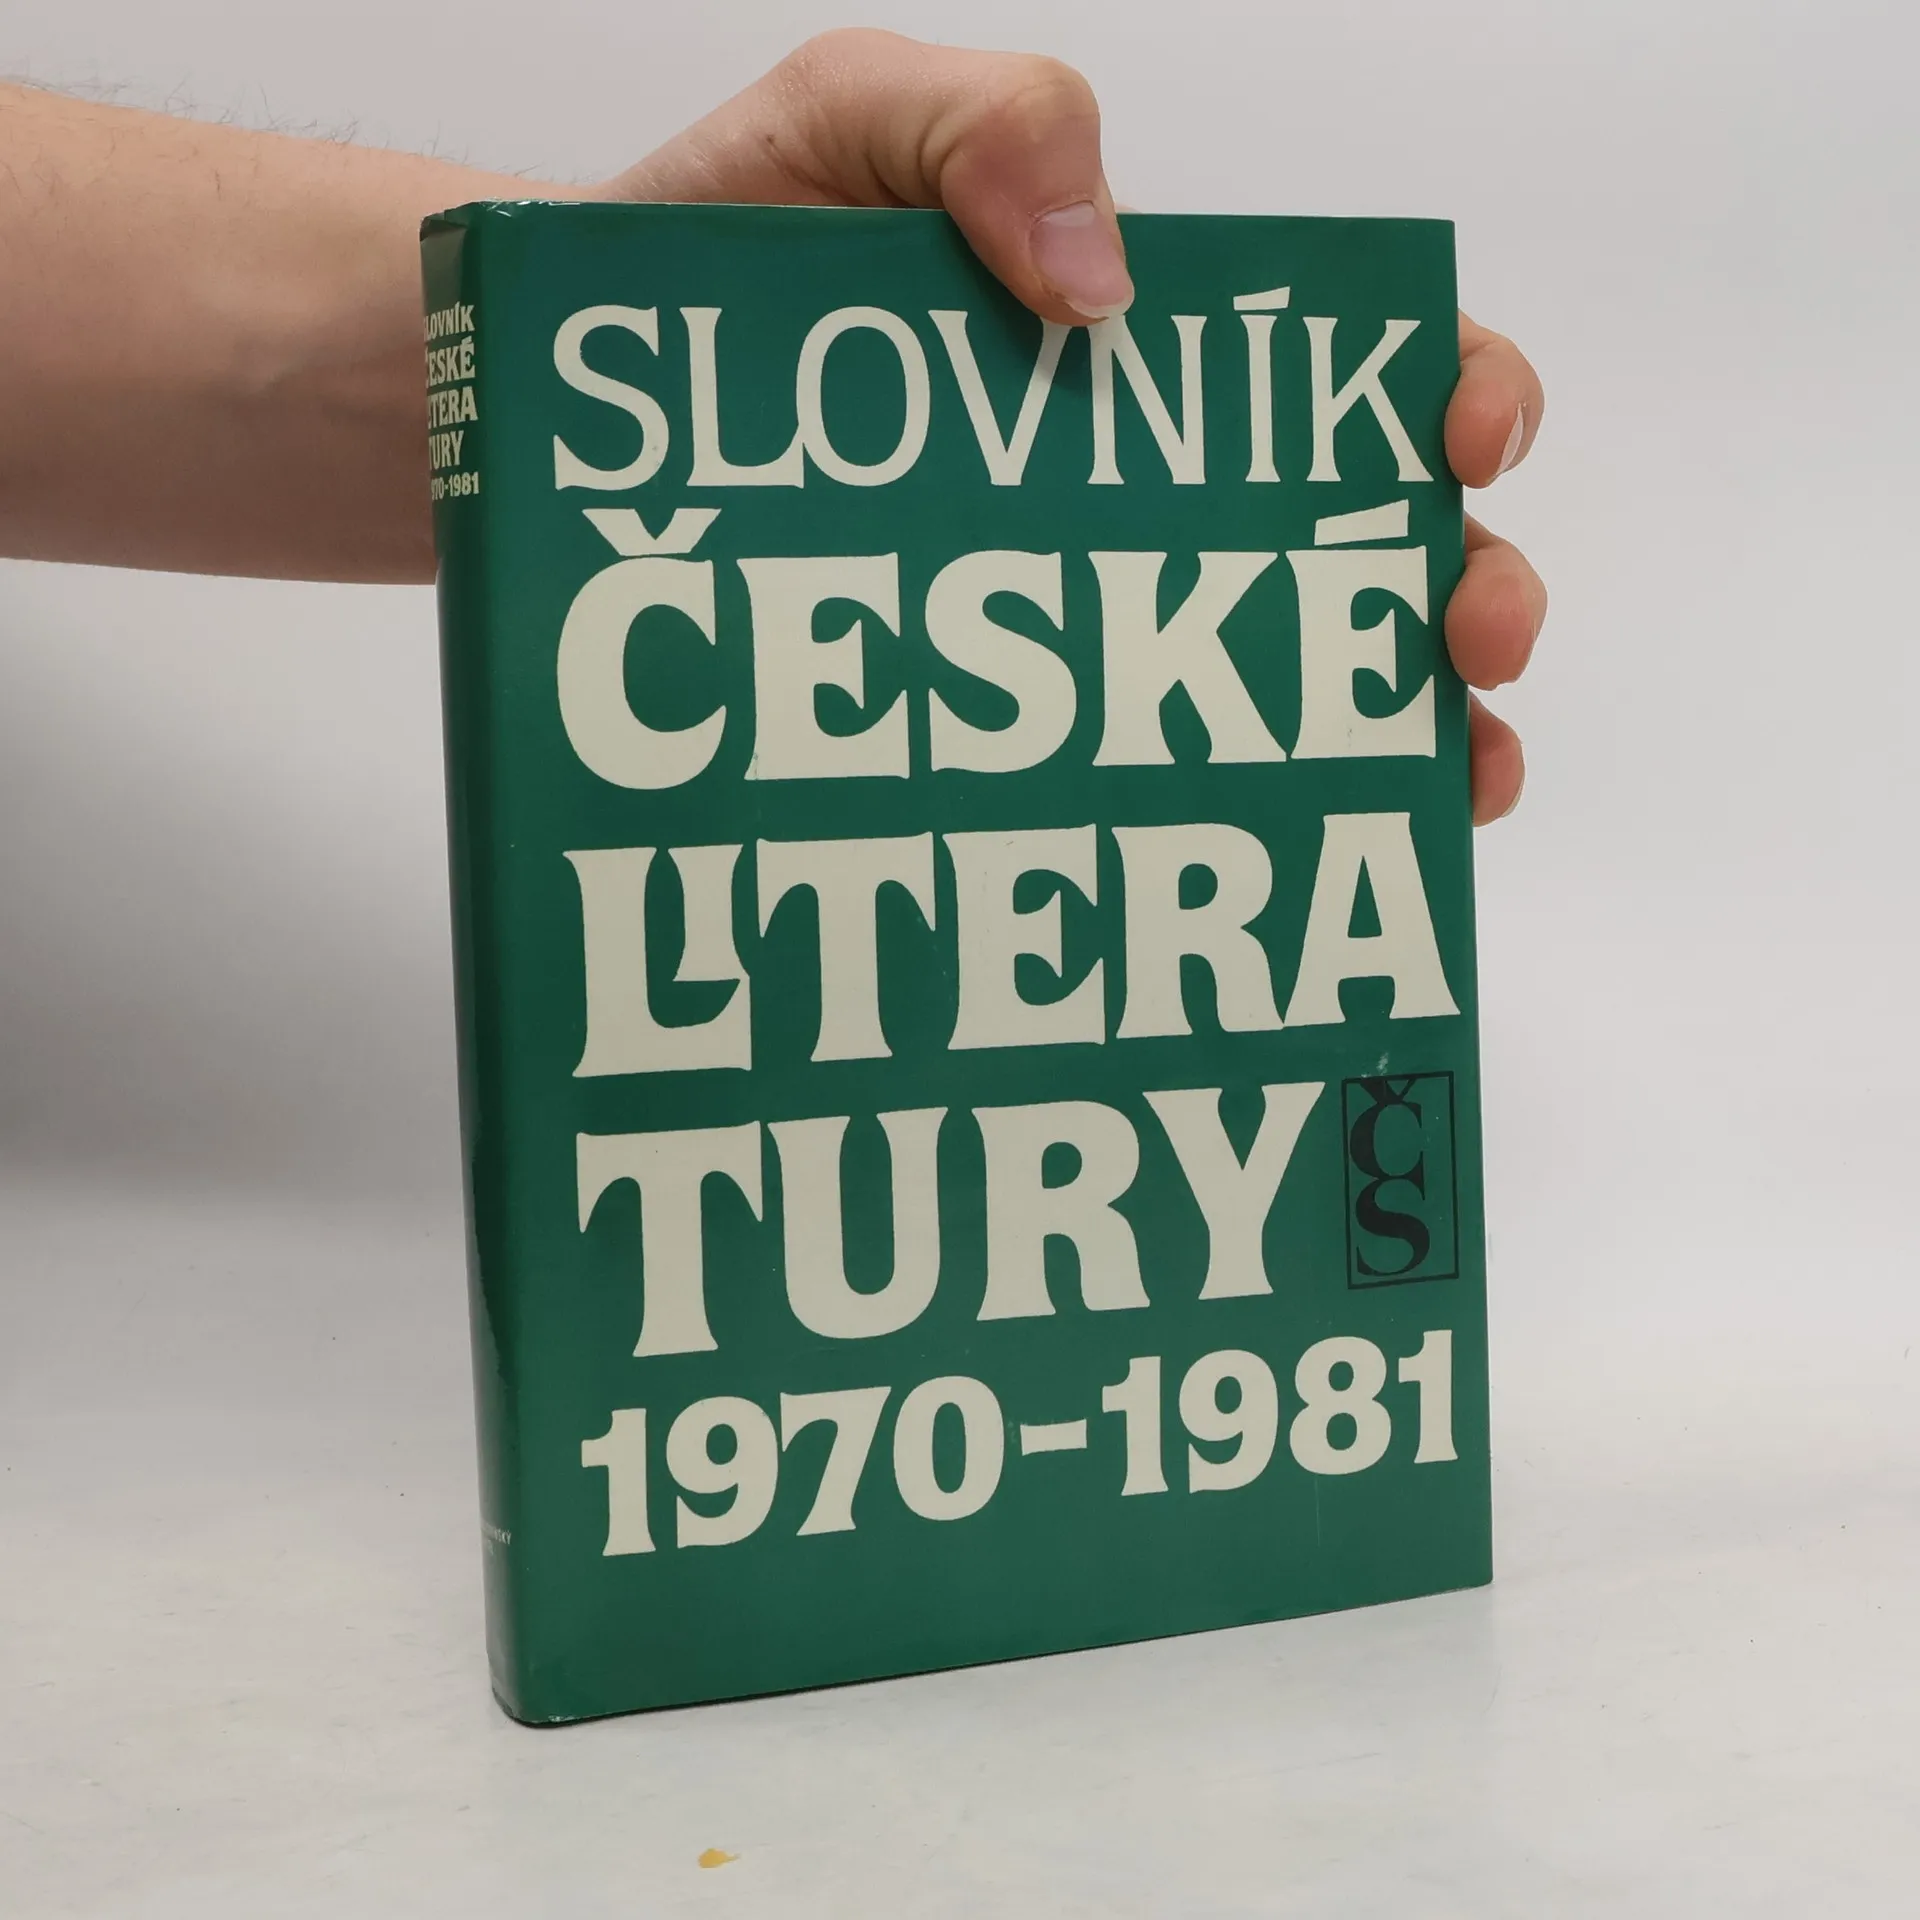 SLOVNÍK
ČESKÉ
LITERA
TURY
ČS
1970-1981
SLOVNÍK
ČESKÉ
LITERA
TURY
1970-1981